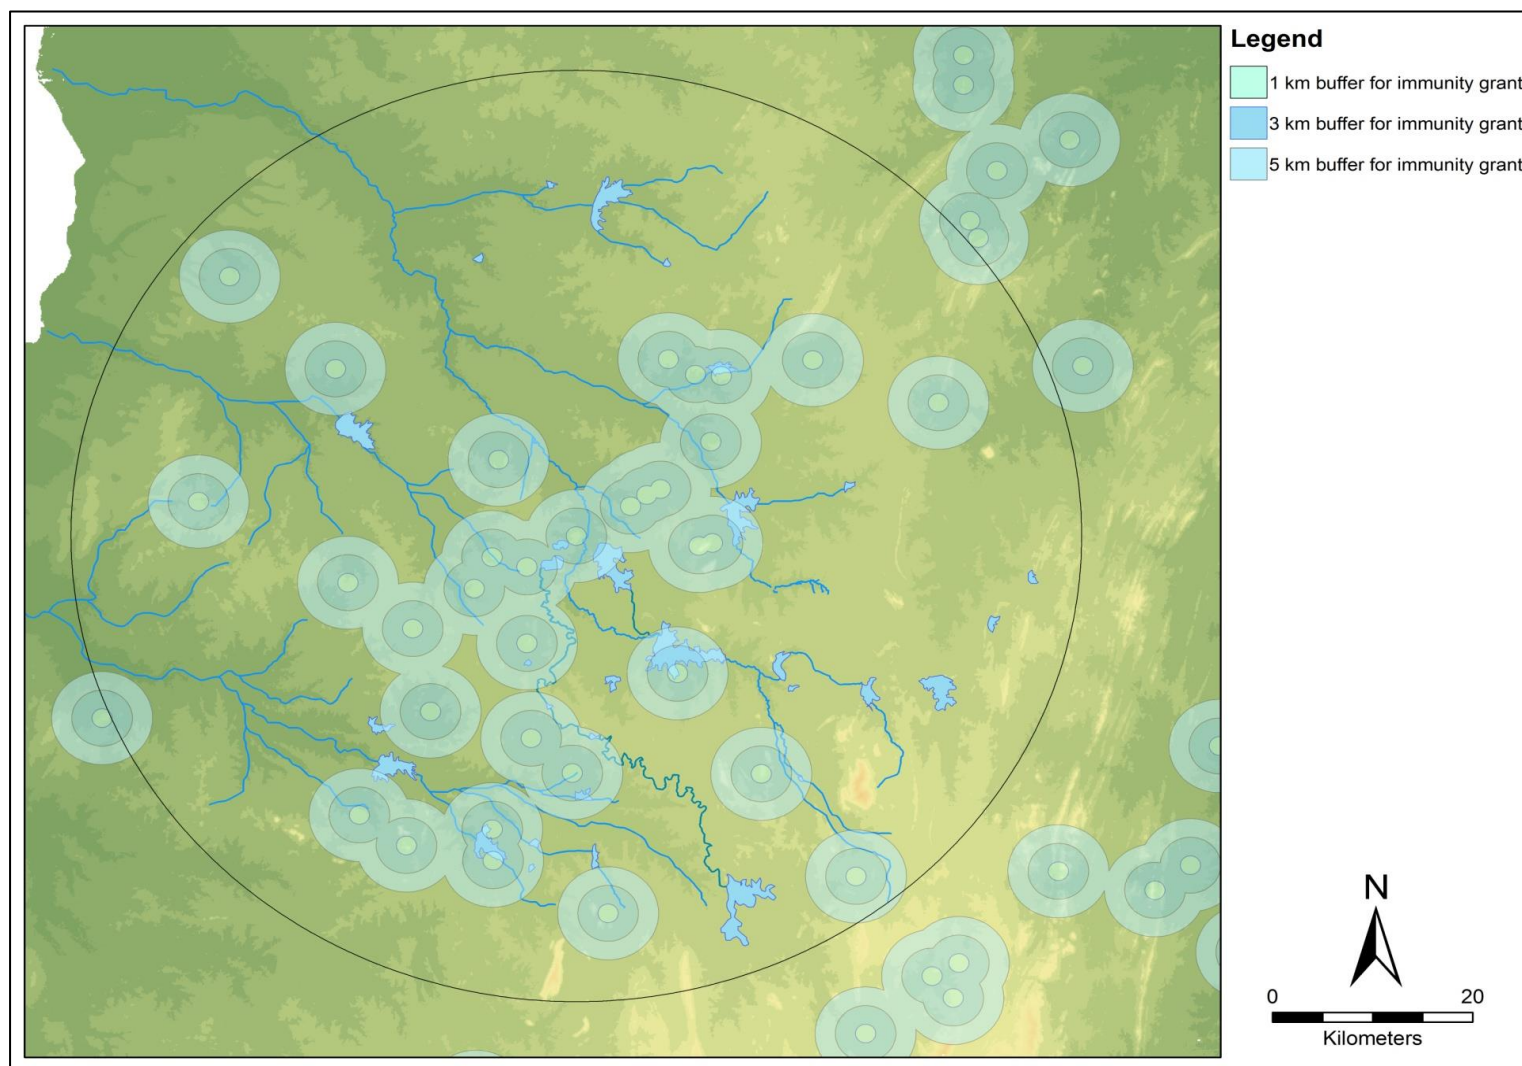 Legend
1 km buffer for immunity grant
3 km buffer for immunity grant
5 km buffer for immunity grant
N
0 20
Kilometers